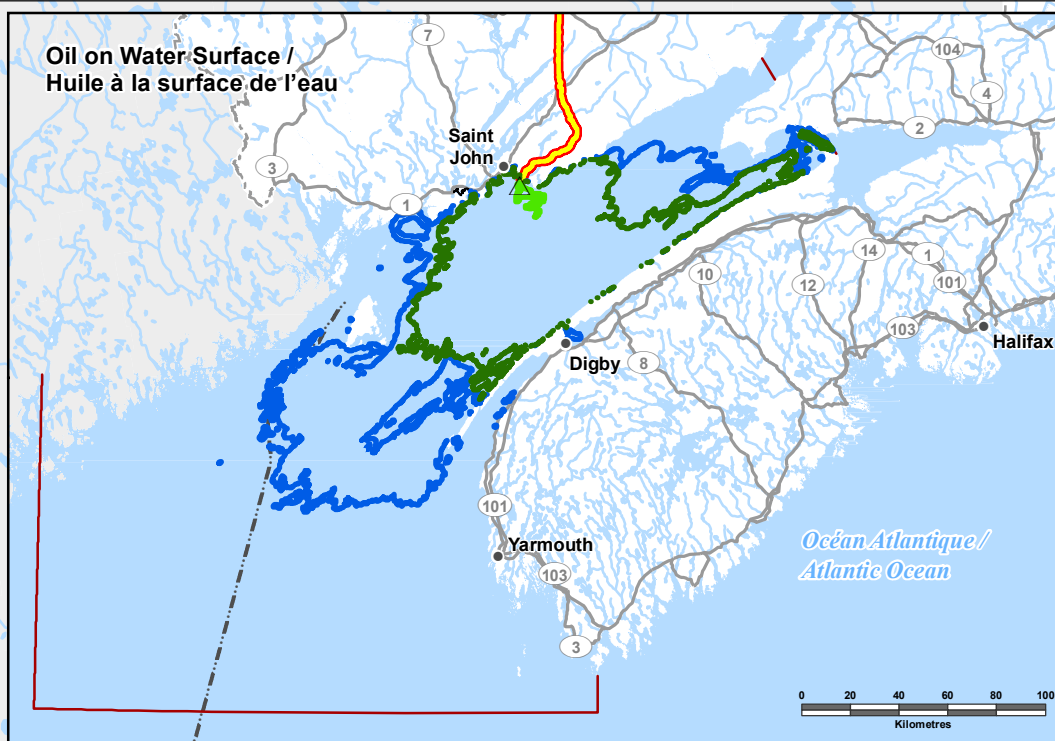 Oil on Water Surface /
Huile à la surface de l'eau
7
104
4
2
Saint
John
3
1
14
1
10
12
101
103
Halifax
Digby
8
101
Océan Atlantique /
Atlantic Ocean
Yarmouth
103
3
0 20 40 60 80 100
Kilometres